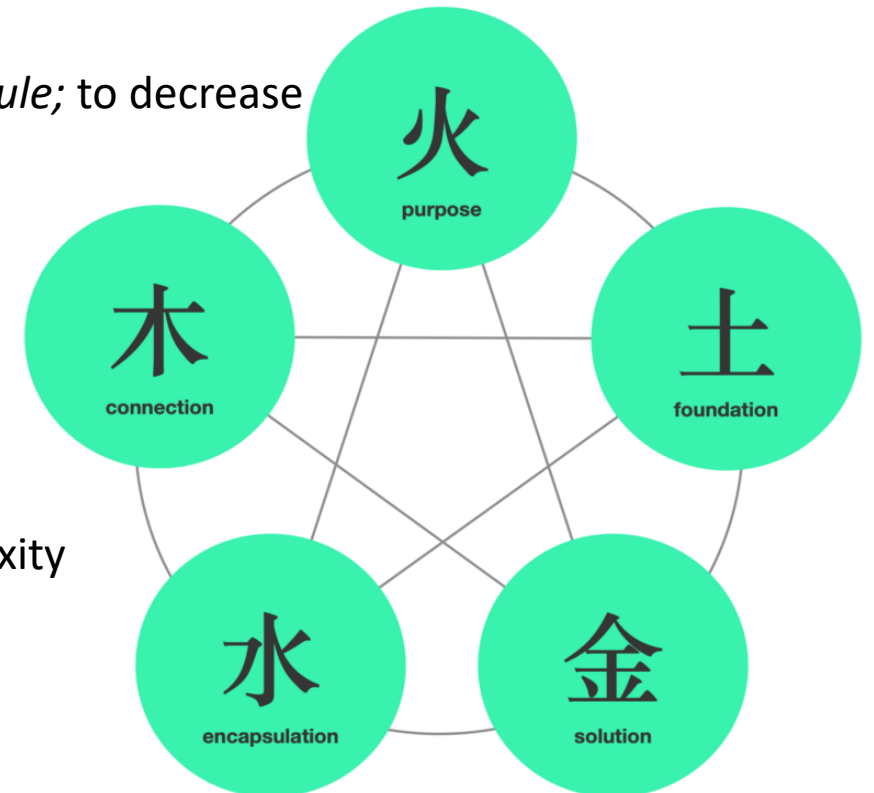 ule; to decrease
火
purpose
木
connection
土
foundation
xity
水
encapsulation
金
solution